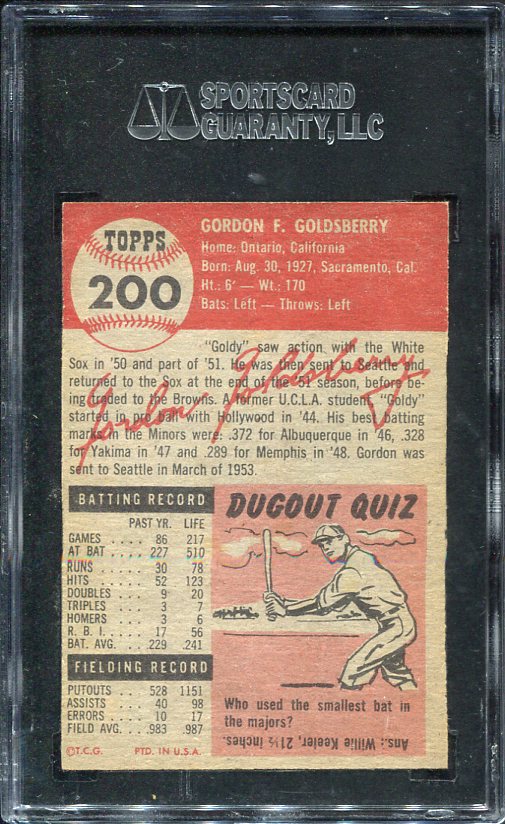 SPORTSCARD
GUARANTY, LLC
TOPPS
200
GORDON F. GOLDSBERRY
Home: Ontario, California
Born: Aug. 30, 1927, Sacramento, Cal.
Ht.: 6' — Wt.: 170
Bats: Left — Throws: Left
"Goldy" saw action with the White
Sox in '50 and part of '51. He was then sent to Seattle and
returned to the Sox at the end of the '51 season, before be-
ing traded to the Browns. A former U.C.L.A. student, "Goldy"
started in pro ball with Hollywood in '44. His best batting
marks in the Minors were: .372 for Albuquerque in '46, .328
for Yakima in '47 and .289 for Memphis in '48. Gordon was
sent to Seattle in March of 1953.
Gordon Goldsberry
BATTING RECORD
PAST YR. LIFE
GAMES . . . . 86 217
AT BAT . . . . 227 510
RUNS . . . . 30 78
HITS . . . . 52 123
DOUBLES . . . 9 20
TRIPLES . . . 3 7
HOMERS . . . 3 6
R. B. I. . . . . 17 56
BAT. AVG. . . .229 .241
FIELDING RECORD
PUTOUTS . . 528 1151
ASSISTS . . . 40 98
ERRORS . . . 10 17
FIELD AVG. . .983 .987
©T.C.G. PTD. IN U.S.A.
DUGOUT QUIZ
Who used the smallest bat in
the majors?
Ans.: Willie Keeler, 21½ inches.